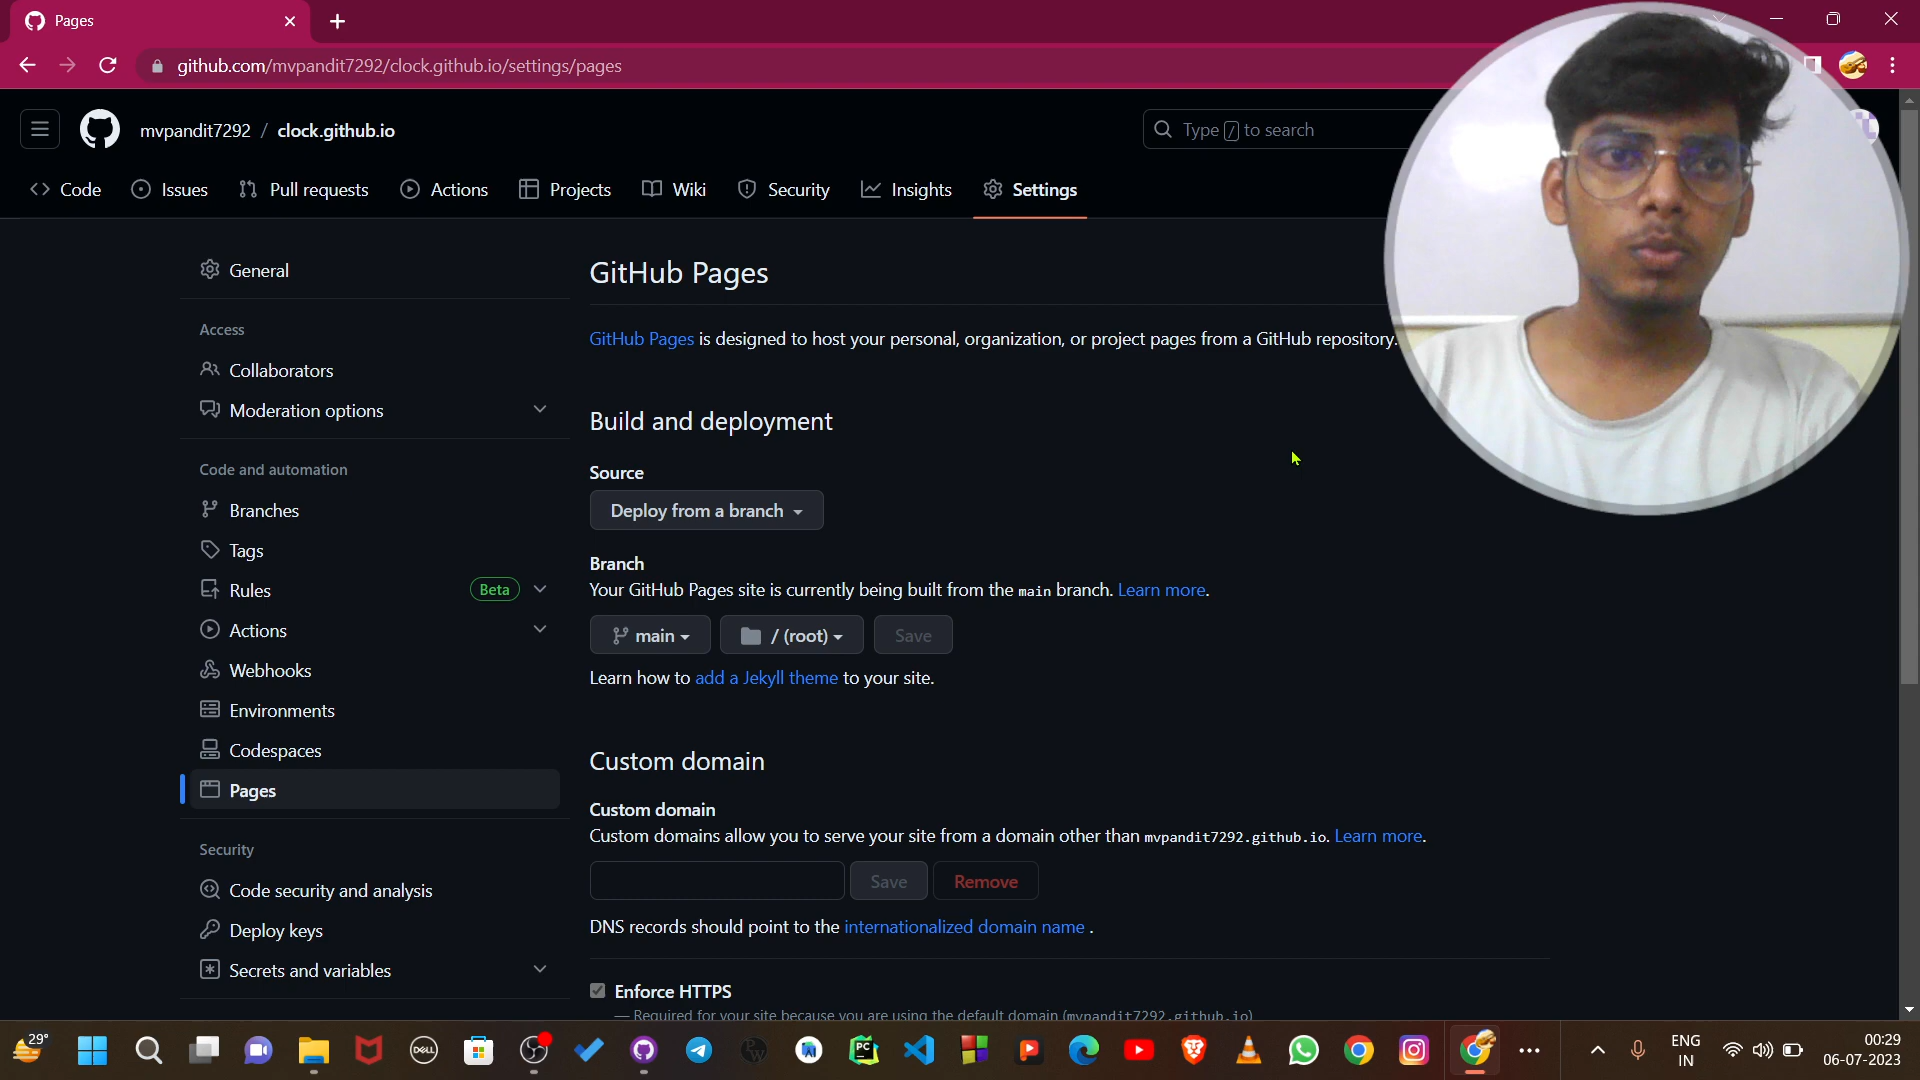 Pages
github.com/mvpandit7292/clock.github.io/settings/pages
mvpandit7292 / clock.github.io
Type / to search
Code
Issues
Pull requests
Actions
Projects
Wiki
Security
Insights
Settings
General
Access
Collaborators
Moderation options
Code and automation
Branches
Tags
Rules
Beta
Actions
Webhooks
Environments
Codespaces
Pages
Security
Code security and analysis
Deploy keys
Secrets and variables
GitHub Pages
GitHub Pages is designed to host your personal, organization, or project pages from a GitHub repository.
Build and deployment
Source
Deploy from a branch
Branch
Your GitHub Pages site is currently being built from the main branch. Learn more.
main
/ (root)
Save
Learn how to add a Jekyll theme to your site.
Custom domain
Custom domain
Custom domains allow you to serve your site from a domain other than mvpandit7292.github.io. Learn more.
Save
Remove
DNS records should point to the internationalized domain name .
Enforce HTTPS
— Required for your site because you are using the default domain (mvpandit7292.github.io)
29°
DELL
PC
ENG
IN
00:29
06-07-2023